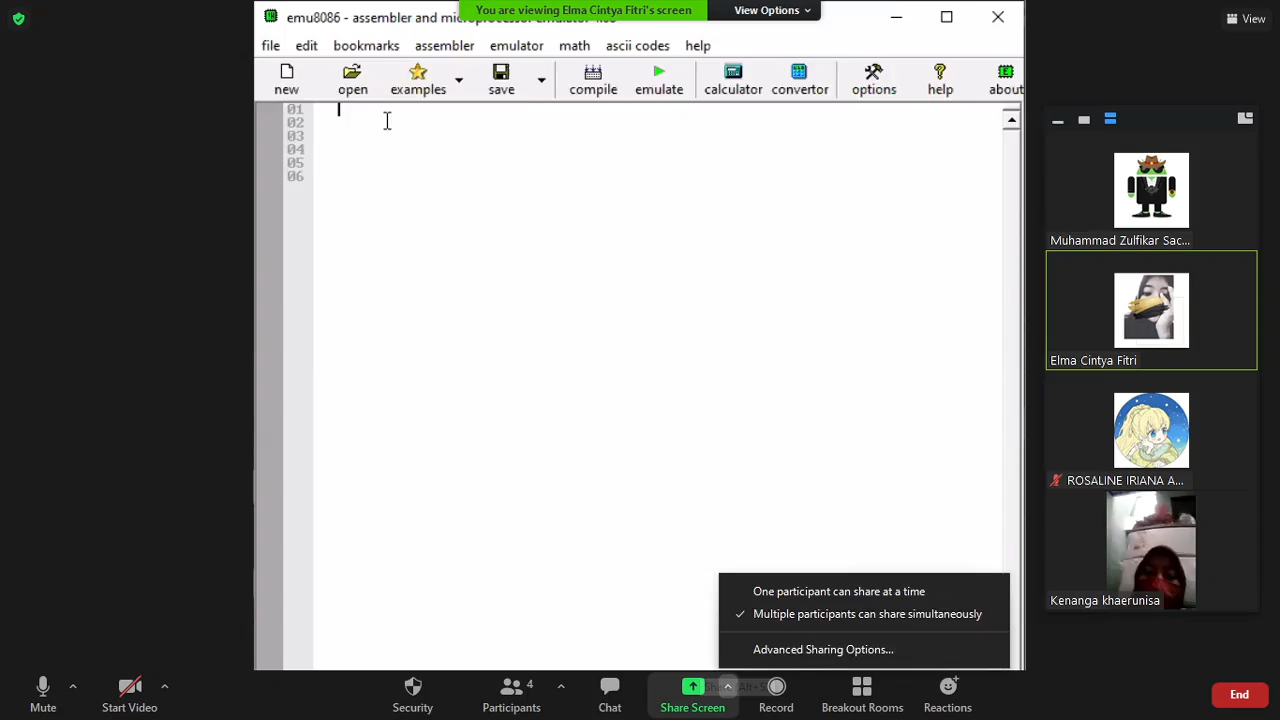 You are viewing Elma Cintya Fitri's screen
View Options
View
emu8086 - assembler and
file edit bookmarks assembler emulator math ascii codes help
new open examples save compile emulate calculator convertor options help about
01
02
03
04
05
06
Muhammad Zulfikar Sac...
Elma Cintya Fitri
ROSALINE IRIANA A...
Kenanga khaerunisa
One participant can share at a time
Multiple participants can share simultaneously
Advanced Sharing Options...
4
Mute Start Video Security Participants Chat Share Screen Record Breakout Rooms Reactions End